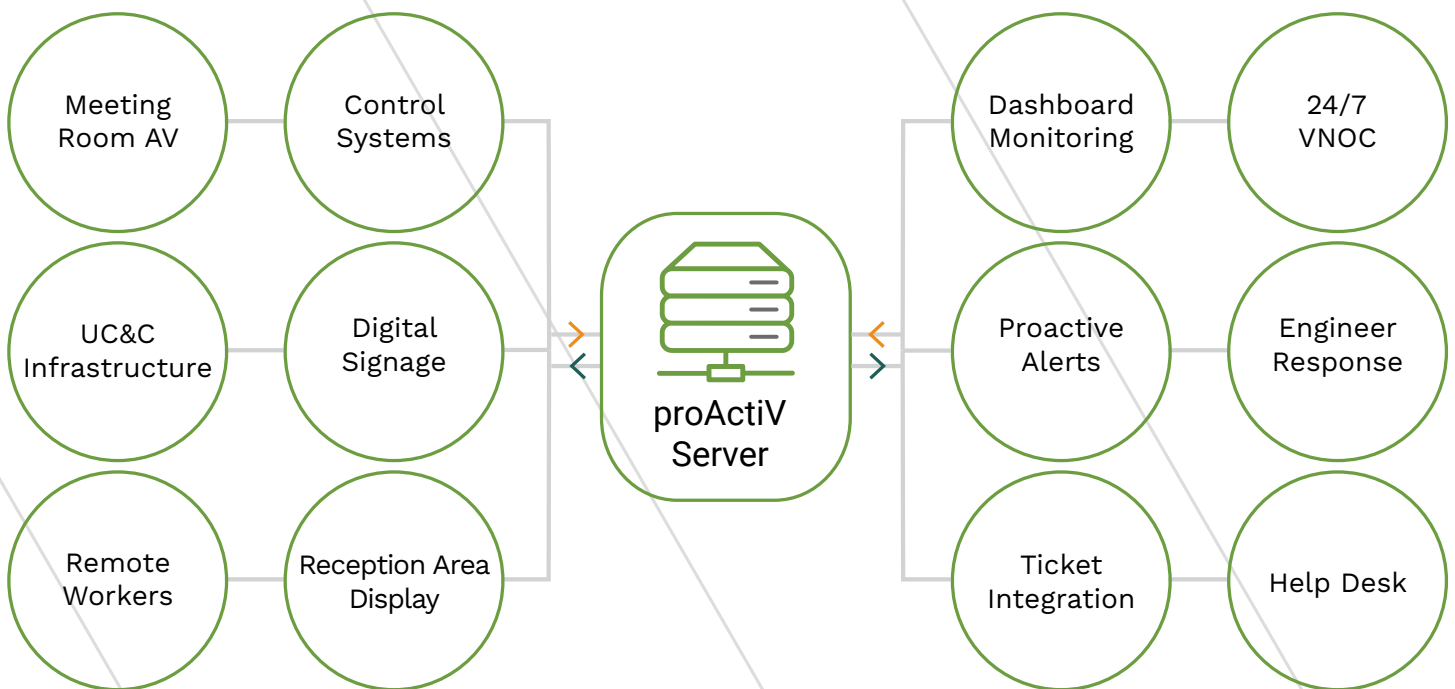 Meeting
Room AV
Control
Systems
Dashboard
Monitoring
24/7
VNOC
UC&C
Infrastructure
Digital
Signage
proActiV
Server
Proactive
Alerts
Engineer
Response
Remote
Workers
Reception Area
Display
Ticket
Integration
Help Desk